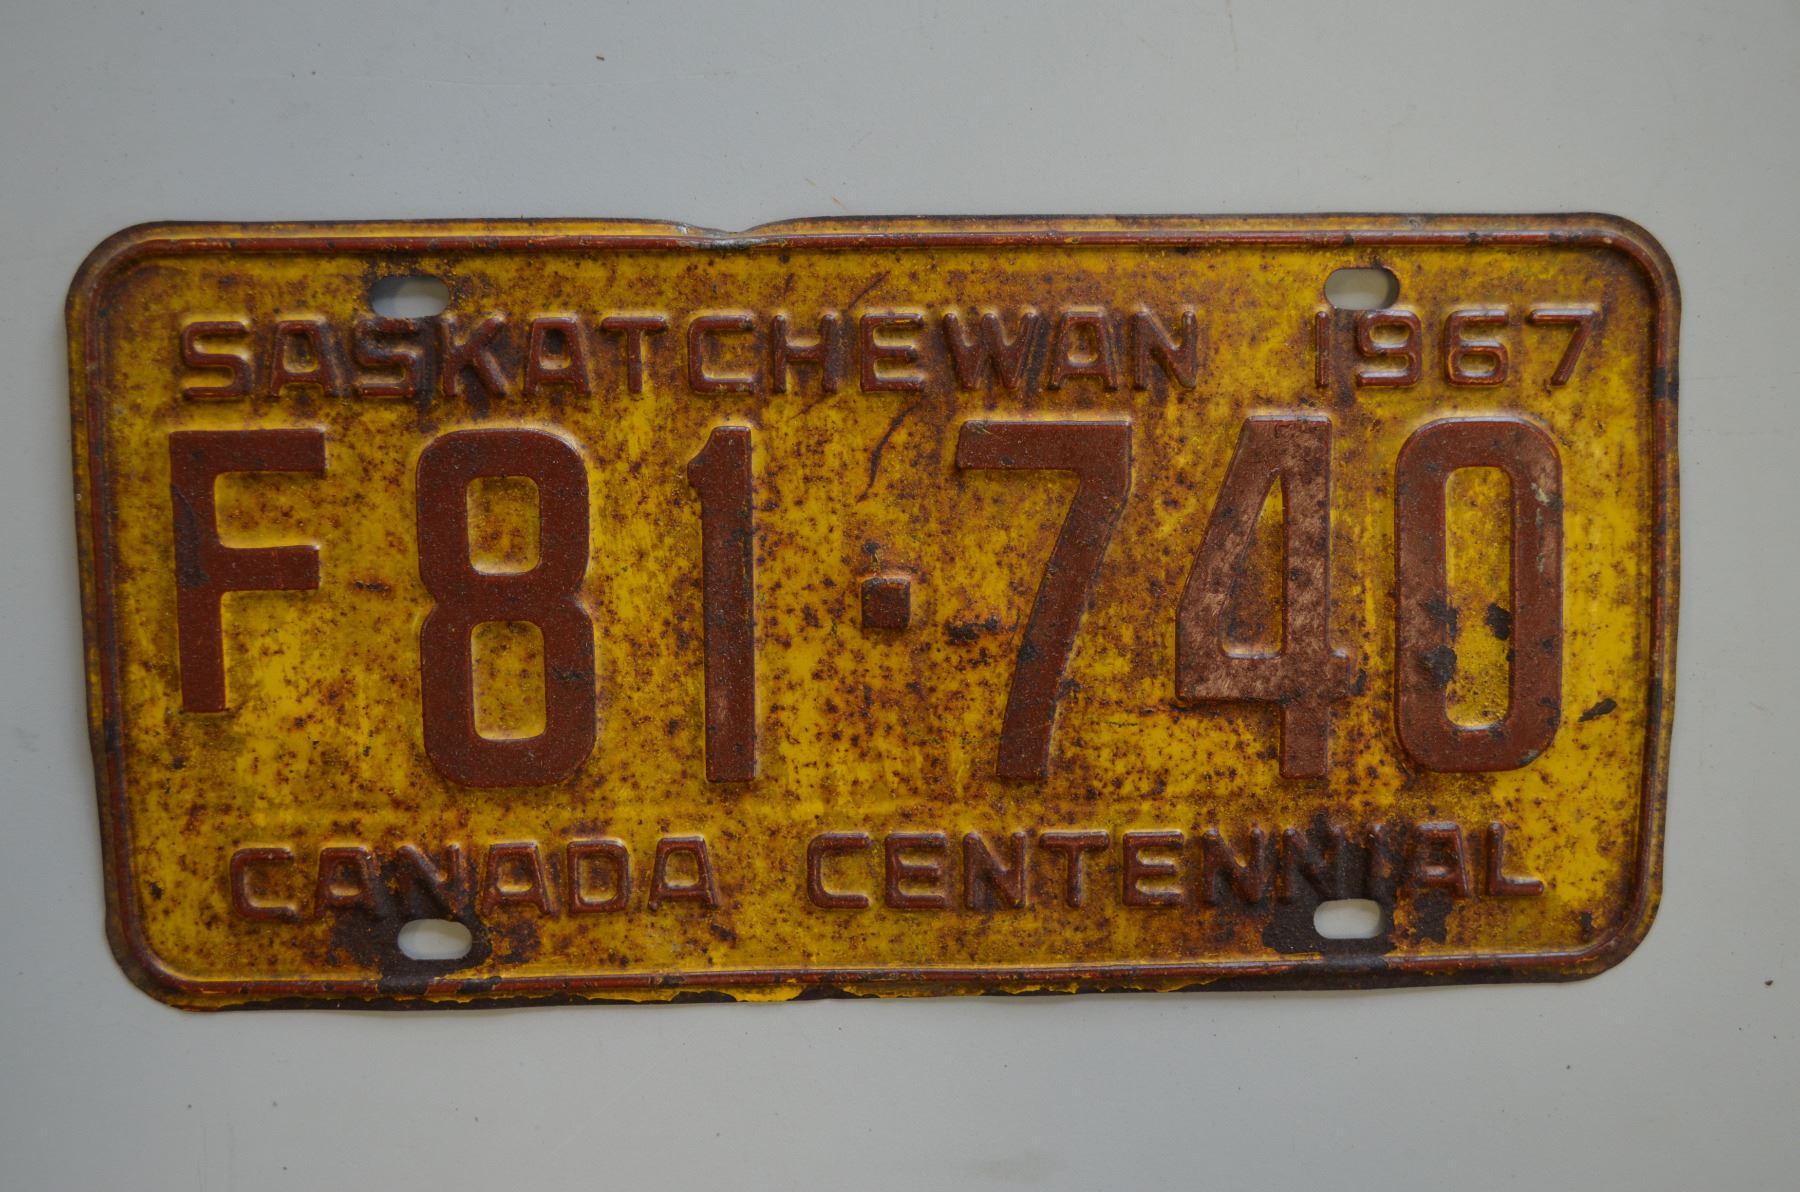 SASKATCHEWAN 1967
F81·740
CANADA CENTENNIAL